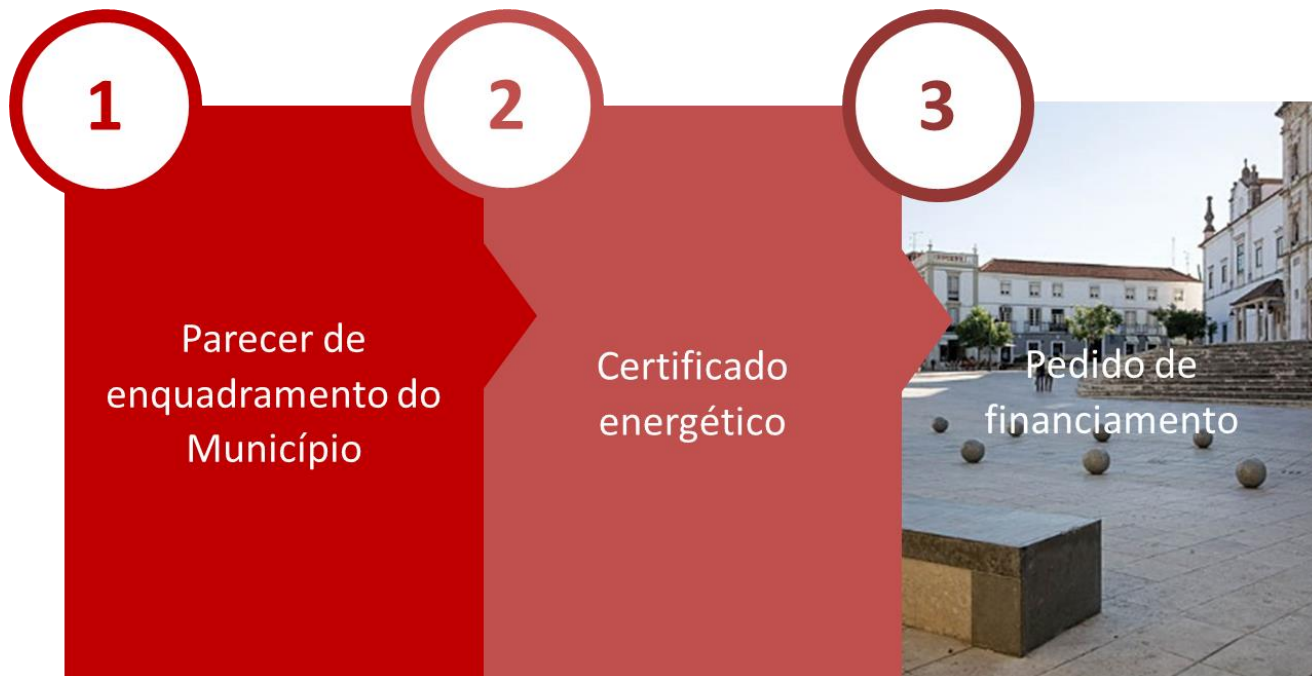 1
2
3
Parecer de
enquadramento do
Município
Certificado
energético
Pedido de
financiamento